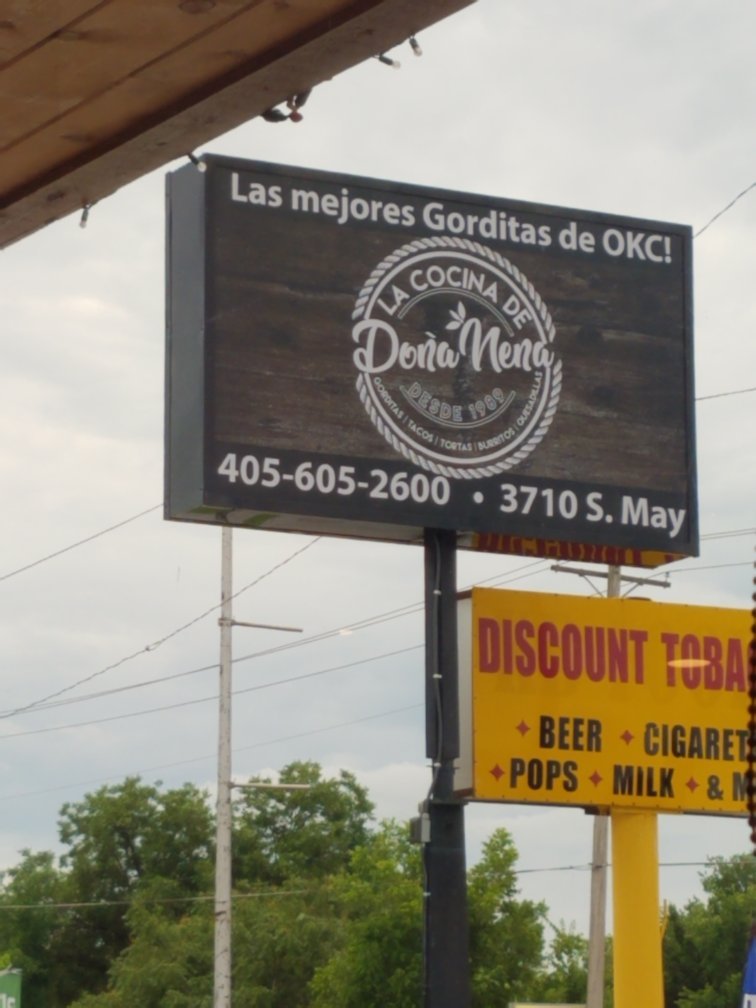 Las mejores Gorditas de OKC!
LA COCINA DE
Doña Nena
DESDE 1989
GORDITAS | TACOS | TORTAS | BURRITOS | QUESADILLAS
405-605-2600 • 3710 S. May
DISCOUNT TOBA
BEER CIGARET
POPS MILK & M